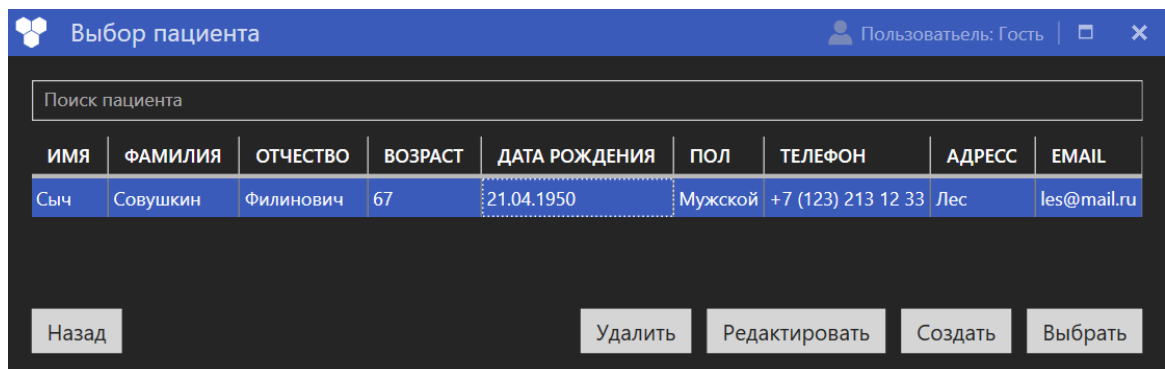 Выбор пациента Пользоватьель: Гость
Поиск пациента
ИМЯ ФАМИЛИЯ ОТЧЕСТВО ВОЗРАСТ ДАТА РОЖДЕНИЯ ПОЛ ТЕЛЕФОН АДРЕСС EMAIL
Сыч Совушкин Филинович 67 21.04.1950 Мужской +7 (123) 213 12 33 Лес les@mail.ru
Назад Удалить Редактировать Создать Выбрать